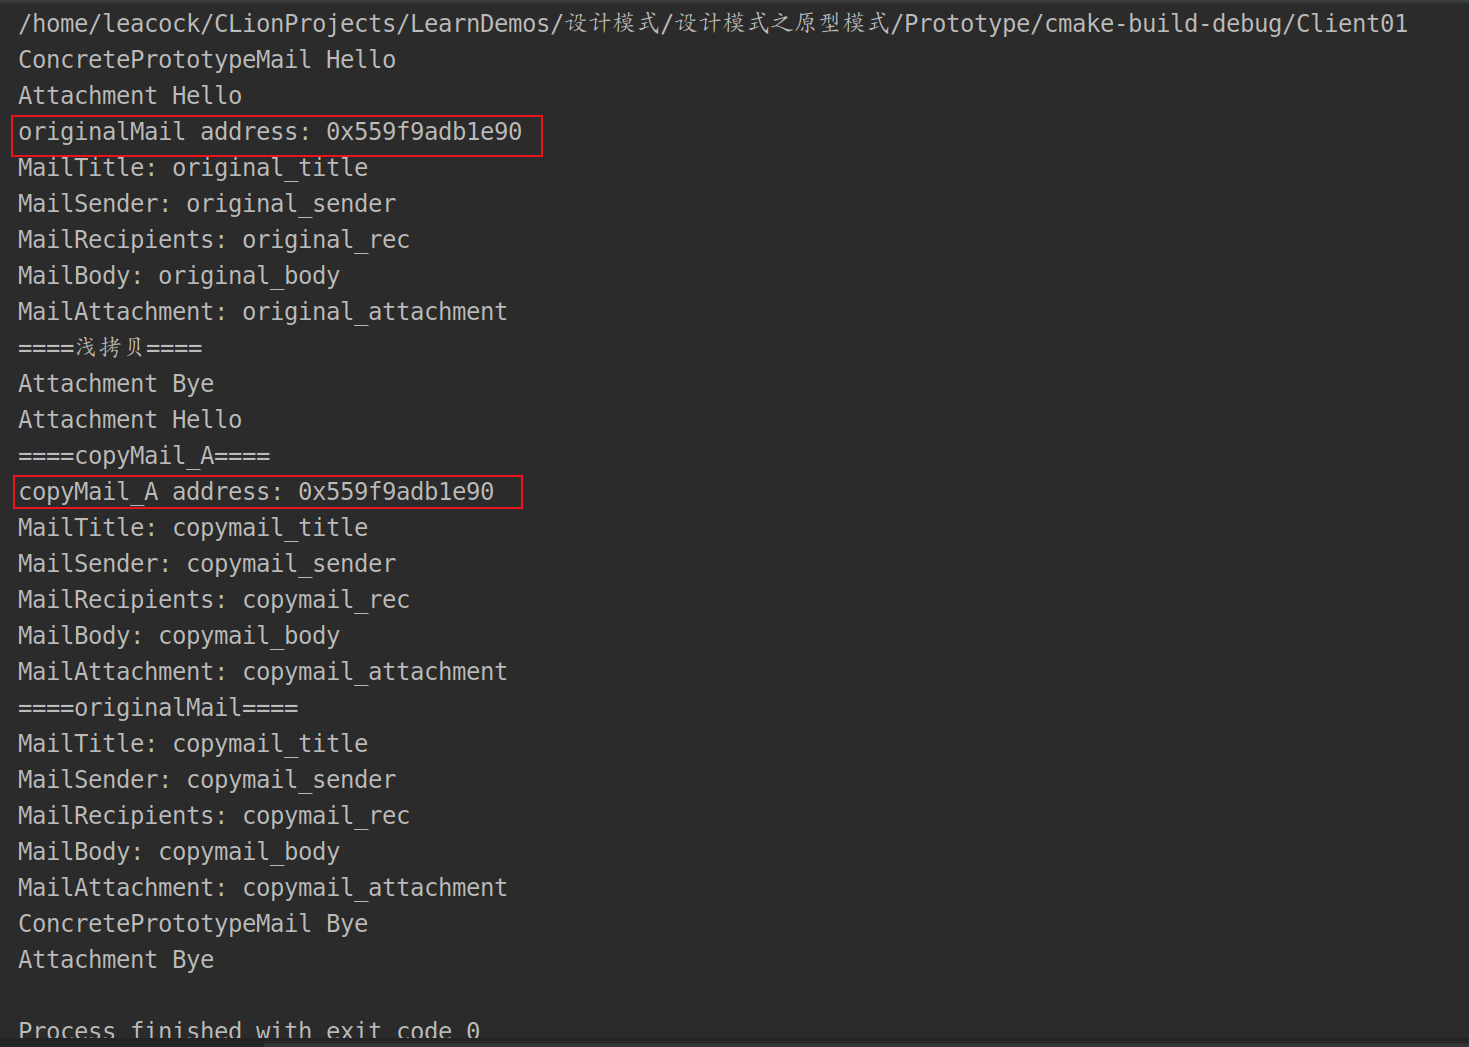 /home/leacock/CLionProjects/LearnDemos/设计模式/设计模式之原型模式/Prototype/cmake-build-debug/Client01
ConcretePrototypeMail Hello
Attachment Hello
originalMail address: 0x559f9adb1e90
MailTitle: original_title
MailSender: original_sender
MailRecipients: original_rec
MailBody: original_body
MailAttachment: original_attachment
====浅拷贝====
Attachment Bye
Attachment Hello
====copyMail_A====
copyMail_A address: 0x559f9adb1e90
MailTitle: copymail_title
MailSender: copymail_sender
MailRecipients: copymail_rec
MailBody: copymail_body
MailAttachment: copymail_attachment
====originalMail====
MailTitle: copymail_title
MailSender: copymail_sender
MailRecipients: copymail_rec
MailBody: copymail_body
MailAttachment: copymail_attachment
ConcretePrototypeMail Bye
Attachment Bye
Process finished with exit code 0